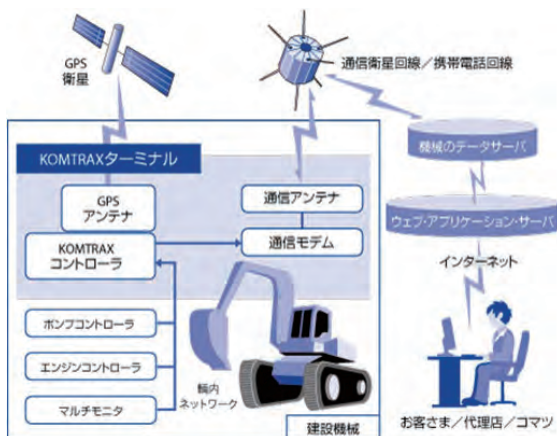 GPS
衛星
通信衛星回線／携帯電話回線
KOMTRAXターミナル
機械のデータサーバ
GPS
アンテナ
通信アンテナ
ウェブ・アプリケーション・サーバ
KOMTRAX
コントローラ
通信モデム
インターネット
ポンプコントローラ
エンジンコントローラ
マルチモニタ
輌内
ネットワーク
建設機械
お客さま／代理店／コマツ